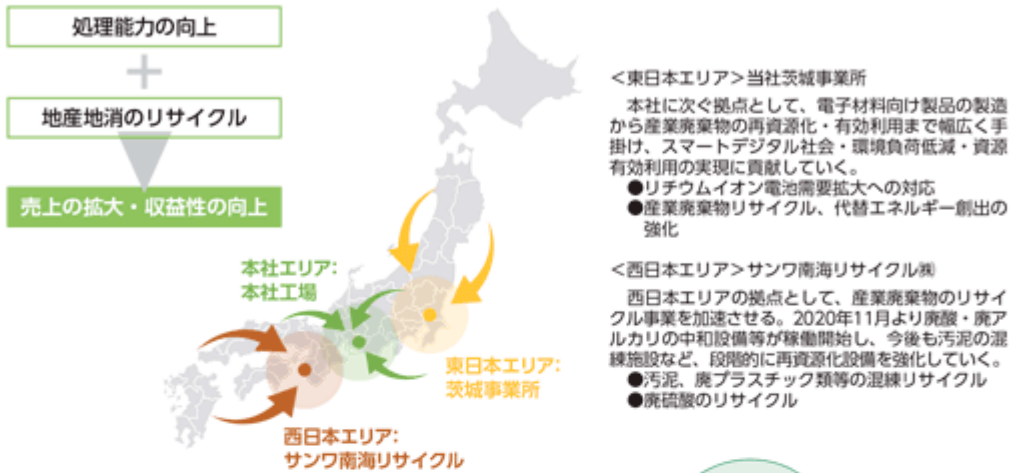 処理能力の向上
＋
地産地消のリサイクル
売上の拡大・収益性の向上
本社エリア：
本社工場
東日本エリア：
茨城事業所
西日本エリア：
サンワ南海リサイクル
＜東日本エリア＞当社茨城事業所
本社に次ぐ拠点として、電子材料向け製品の製造
から産業廃棄物の再資源化・有効利用まで幅広く手
掛け、スマートデジタル社会・環境負荷低減・資源
有効利用の実現に貢献していく。
●リチウムイオン電池需要拡大への対応
●産業廃棄物リサイクル、代替エネルギー創出の
強化
＜西日本エリア＞サンワ南海リサイクル㈱
西日本エリアの拠点として、産業廃棄物のリサイ
クル事業を加速させる。2020年11月より廃酸・廃ア
ルカリの中和設備等が稼働開始し、今後も汚泥の混
練施設など、段階的に再資源化設備を強化していく。
●汚泥、廃プラスチック類等の混練リサイクル
●廃硫酸のリサイクル